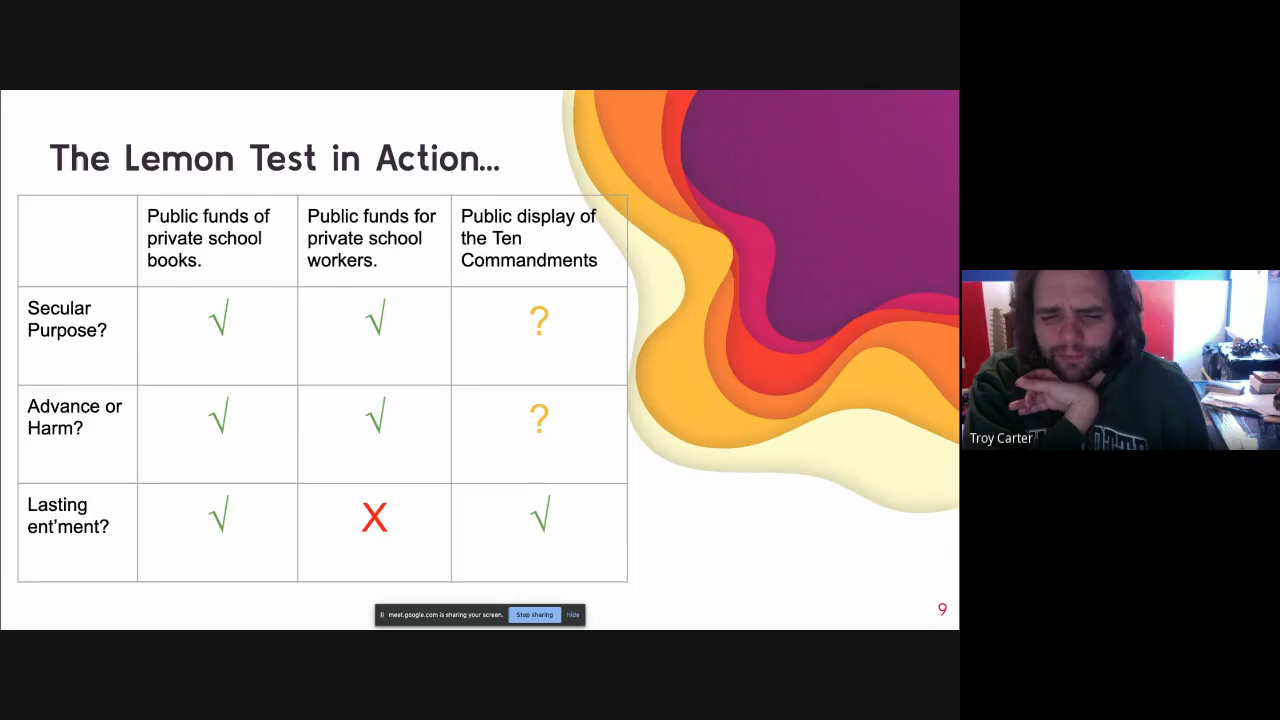 The Lemon Test in Action...
Public funds of
private school
books.
Public funds for
private school
workers.
Public display of
the Ten
Commandments
Secular
Purpose?
√
√
?
Advance or
Harm?
√
√
?
Lasting
ent'ment?
√
X
√
9
meet.google.com is sharing your screen.
Stop sharing
Hide
Troy Carter